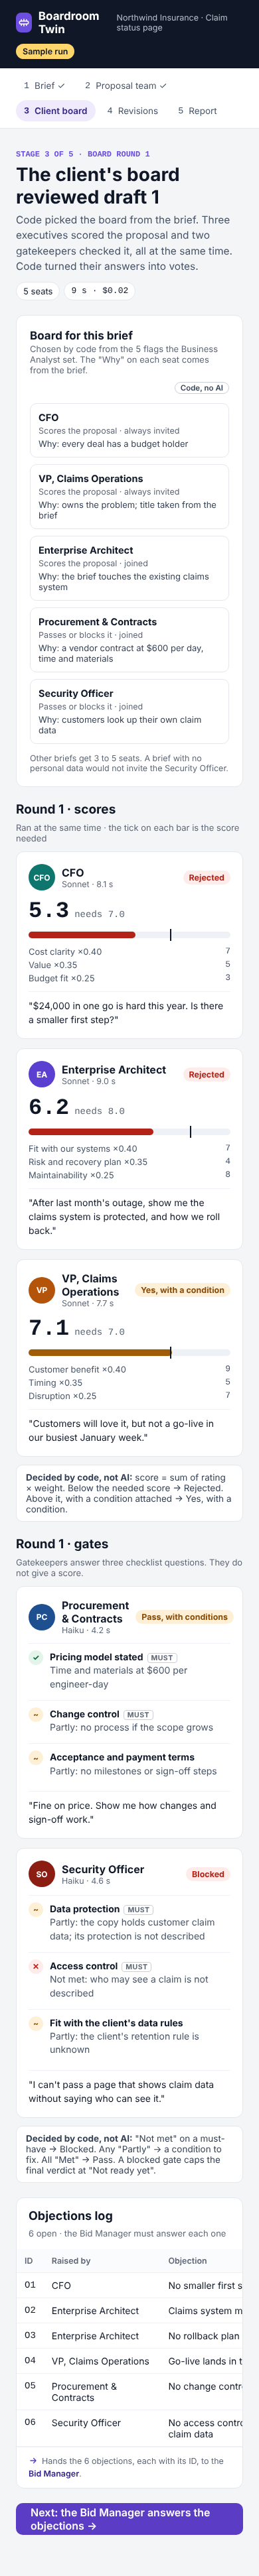 Boardroom
Twin
Northwind Insurance · Claim
status page
Sample run
1 Brief ✓
2 Proposal team ✓
3 Client board
4 Revisions
5 Report
STAGE 3 OF 5 · BOARD ROUND 1
The client's board
reviewed draft 1
Code picked the board from the brief. Three
executives scored the proposal and two
gatekeepers checked it, all at the same time.
Code turned their answers into votes.
5 seats
9 s · $0.02
Board for this brief
Chosen by code from the 5 flags the Business
Analyst set. The "Why" on each seat comes
from the brief.
Code, no AI
CFO
Scores the proposal · always invited
Why: every deal has a budget holder
VP, Claims Operations
Scores the proposal · always invited
Why: owns the problem; title taken from the
brief
Enterprise Architect
Scores the proposal · joined
Why: the brief touches the existing claims
system
Procurement & Contracts
Passes or blocks it · joined
Why: a vendor contract at $600 per day,
time and materials
Security Officer
Passes or blocks it · joined
Why: customers look up their own claim
data
Other briefs get 3 to 5 seats. A brief with no
personal data would not invite the Security Officer.
Round 1 · scores
Ran at the same time · the tick on each bar is the score
needed
CFO
CFO
Sonnet · 8.1 s
Rejected
5.3 needs 7.0
Cost clarity ×0.40 7
Value ×0.35 5
Budget fit ×0.25 3
"$24,000 in one go is hard this year. Is there
a smaller first step?"
EA
Enterprise Architect
Sonnet · 9.0 s
Rejected
6.2 needs 8.0
Fit with our systems ×0.40 7
Risk and recovery plan ×0.35 4
Maintainability ×0.25 8
"After last month's outage, show me the
claims system is protected, and how we roll
back."
VP
VP, Claims
Operations
Sonnet · 7.7 s
Yes, with a condition
7.1 needs 7.0
Customer benefit ×0.40 9
Timing ×0.35 5
Disruption ×0.25 7
"Customers will love it, but not a go-live in
our busiest January week."
Decided by code, not AI: score = sum of rating
× weight. Below the needed score → Rejected.
Above it, with a condition attached → Yes, with a
condition.
Round 1 · gates
Gatekeepers answer three checklist questions. They do
not give a score.
PC
Procurement
& Contracts
Haiku · 4.2 s
Pass, with conditions
✓ Pricing model stated MUST
Time and materials at $600 per
engineer-day
~ Change control MUST
Partly: no process if the scope grows
~ Acceptance and payment terms
Partly: no milestones or sign-off steps
"Fine on price. Show me how changes and
sign-off work."
SO
Security Officer
Haiku · 4.6 s
Blocked
~ Data protection MUST
Partly: the copy holds customer claim
data; its protection is not described
✕ Access control MUST
Not met: who may see a claim is not
described
~ Fit with the client's data rules
Partly: the client's retention rule is
unknown
"I can't pass a page that shows claim data
without saying who can see it."
Decided by code, not AI: "Not met" on a must-
have → Blocked. Any "Partly" → a condition to
fix. All "Met" → Pass. A blocked gate caps the
final verdict at "Not ready yet".
Objections log
6 open · the Bid Manager must answer each one
ID Raised by Objection
O1 CFO No smaller first s
O2 Enterprise Architect Claims system m
O3 Enterprise Architect No rollback plan
O4 VP, Claims Operations Go-live lands in t
O5 Procurement & No change contr
Contracts
O6 Security Officer No access contro
claim data
→ Hands the 6 objections, each with its ID, to the
Bid Manager.
Next: the Bid Manager answers the
objections →